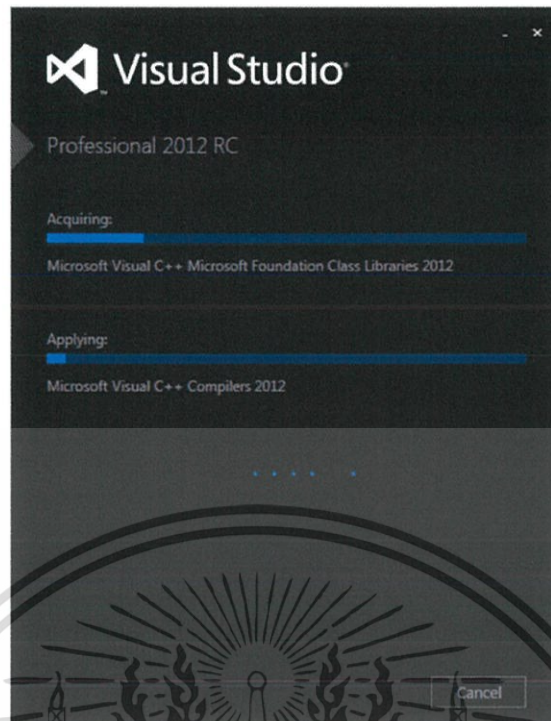 Visual Studio
Professional 2012 RC
Acquiring:
Microsoft Visual C++ Microsoft Foundation Class Libraries 2012
Applying:
Microsoft Visual C++ Compilers 2012
Cancel